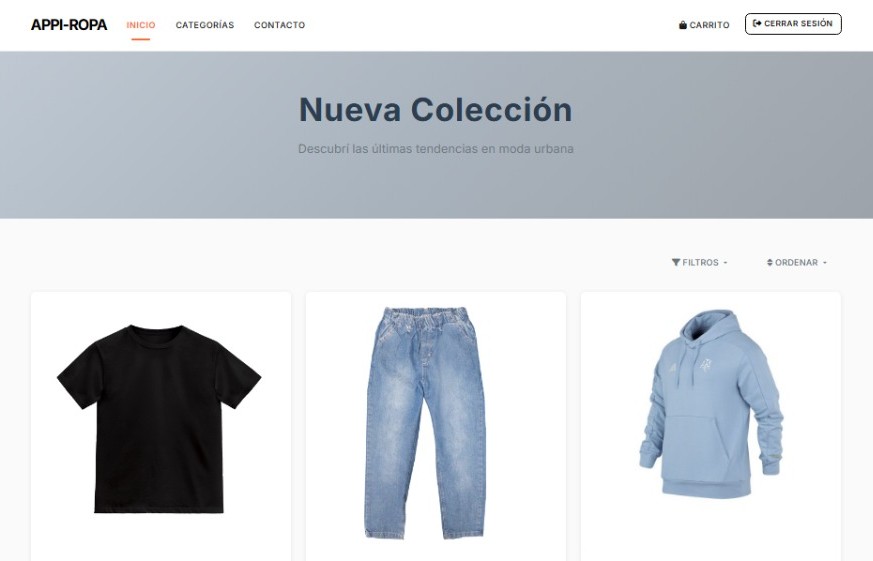 APPI-ROPA INICIO CATEGORÍAS CONTACTO CARRITO CERRAR SESIÓN
Nueva Colección
Descubrí las últimas tendencias en moda urbana
FILTROS ORDENAR